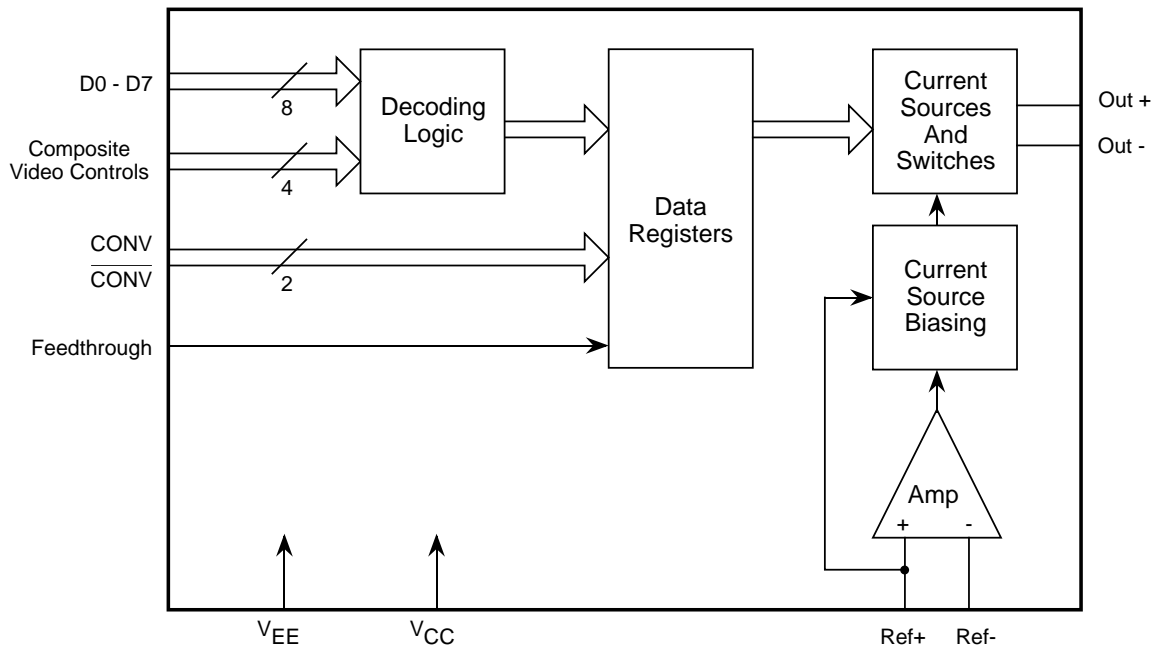 D0 - D7
8
Decoding
Logic
Composite
Video Controls
4
CONV
CONV
2
Feedthrough
Data
Registers
Current
Sources
And
Switches
Out +
Out -
Current
Source
Biasing
Amp
+ -
VEE
VCC
Ref+
Ref-